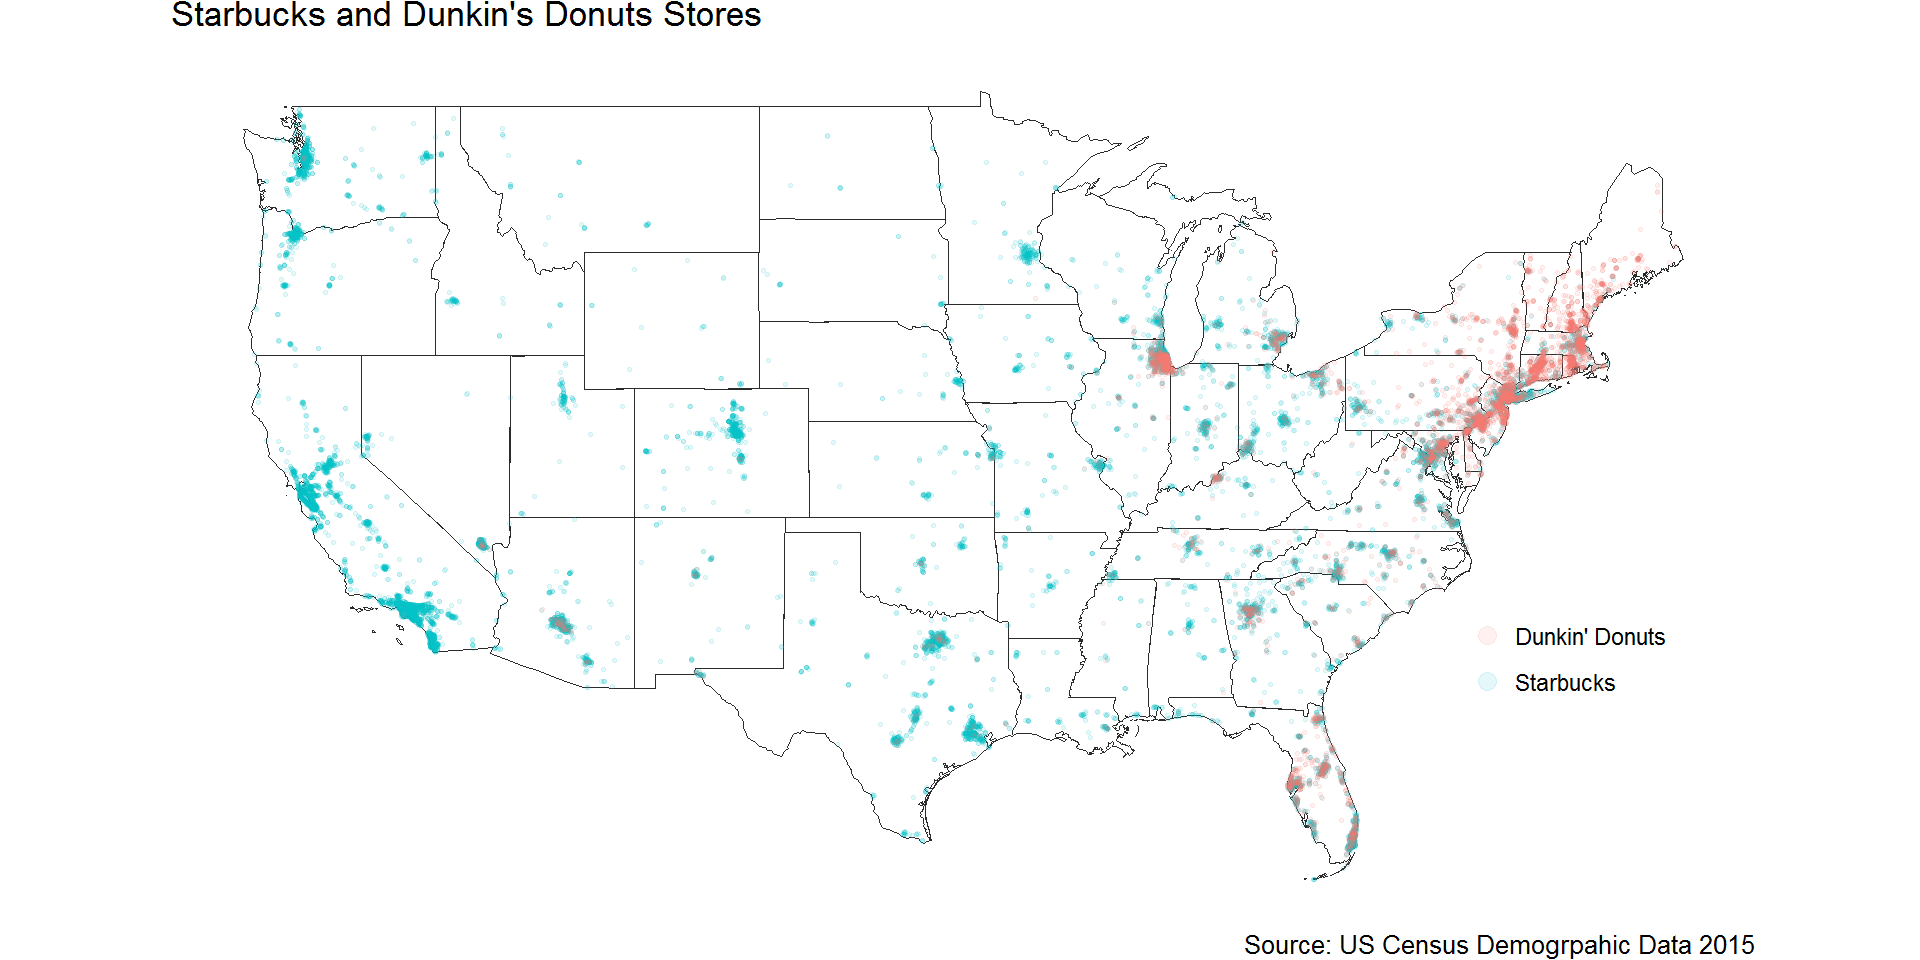 Starbucks and Dunkin's Donuts Stores
Dunkin' Donuts
Starbucks
Source: US Census Demogrpahic Data 2015